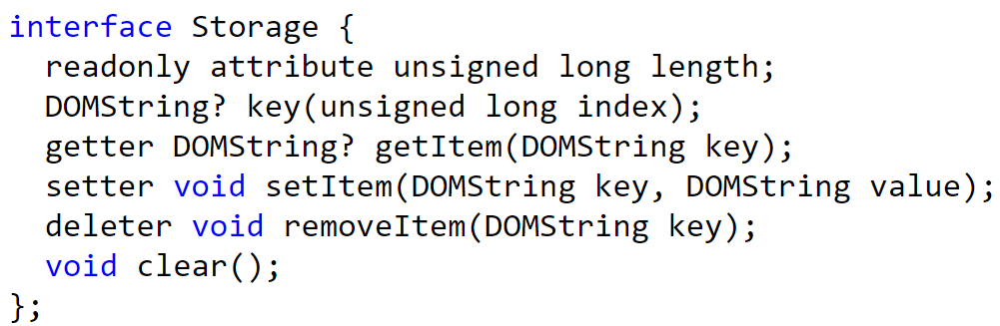 interface Storage {
  readonly attribute unsigned long length;
  DOMString? key(unsigned long index);
  getter DOMString? getItem(DOMString key);
  setter void setItem(DOMString key, DOMString value);
  deleter void removeItem(DOMString key);
  void clear();
};